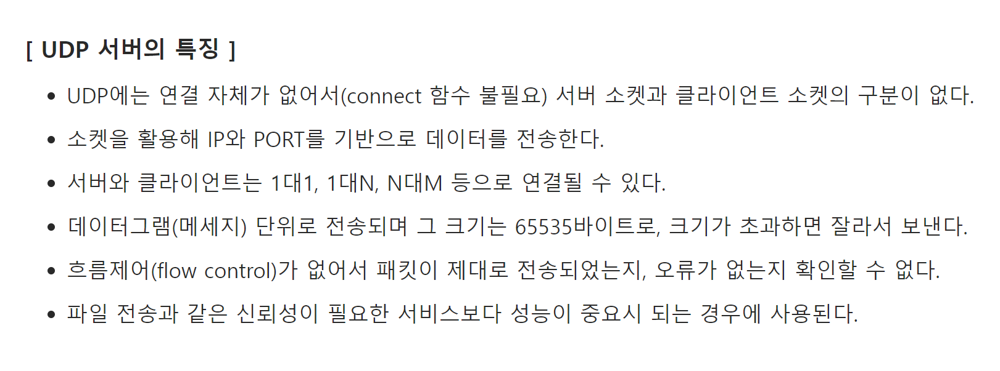 [ UDP 서버의 특징 ]
• UDP에는 연결 자체가 없어서(connect 함수 불필요) 서버 소켓과 클라이언트 소켓의 구분이 없다.
• 소켓을 활용해 IP와 PORT를 기반으로 데이터를 전송한다.
• 서버와 클라이언트는 1대1, 1대N, N대M 등으로 연결될 수 있다.
• 데이터그램(메세지) 단위로 전송되며 그 크기는 65535바이트로, 크기가 초과하면 잘라서 보낸다.
• 흐름제어(flow control)가 없어서 패킷이 제대로 전송되었는지, 오류가 없는지 확인할 수 없다.
• 파일 전송과 같은 신뢰성이 필요한 서비스보다 성능이 중요시 되는 경우에 사용된다.